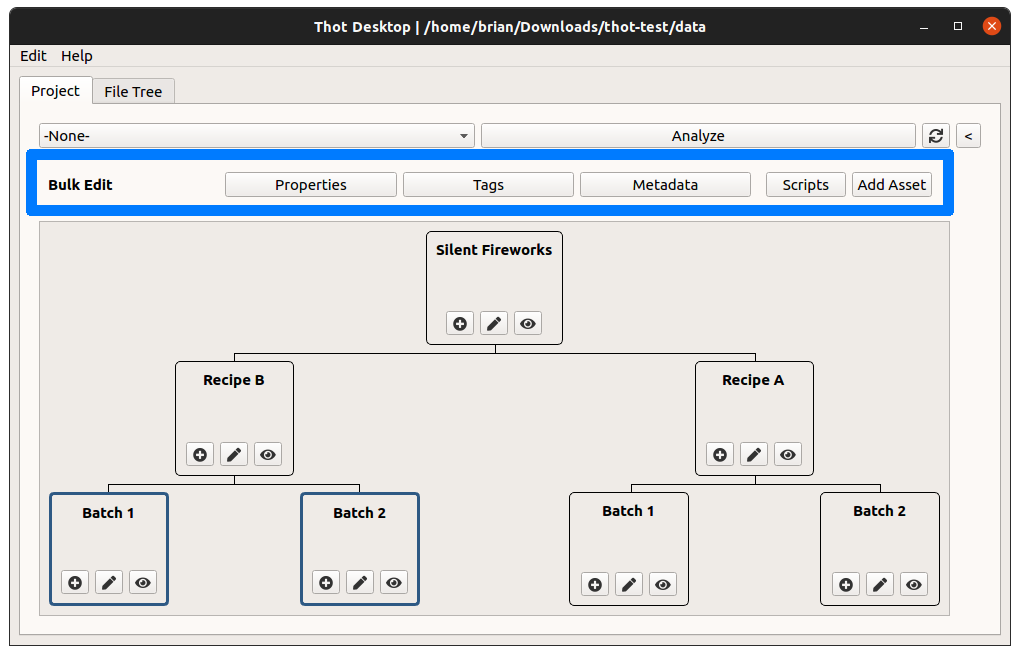 Thot Desktop | /home/brian/Downloads/thot-test/data
Edit Help
Project File Tree
-None- Analyze <
Bulk Edit Properties Tags Metadata Scripts Add Asset
Silent Fireworks
Recipe B Recipe A
Batch 1 Batch 2 Batch 1 Batch 2